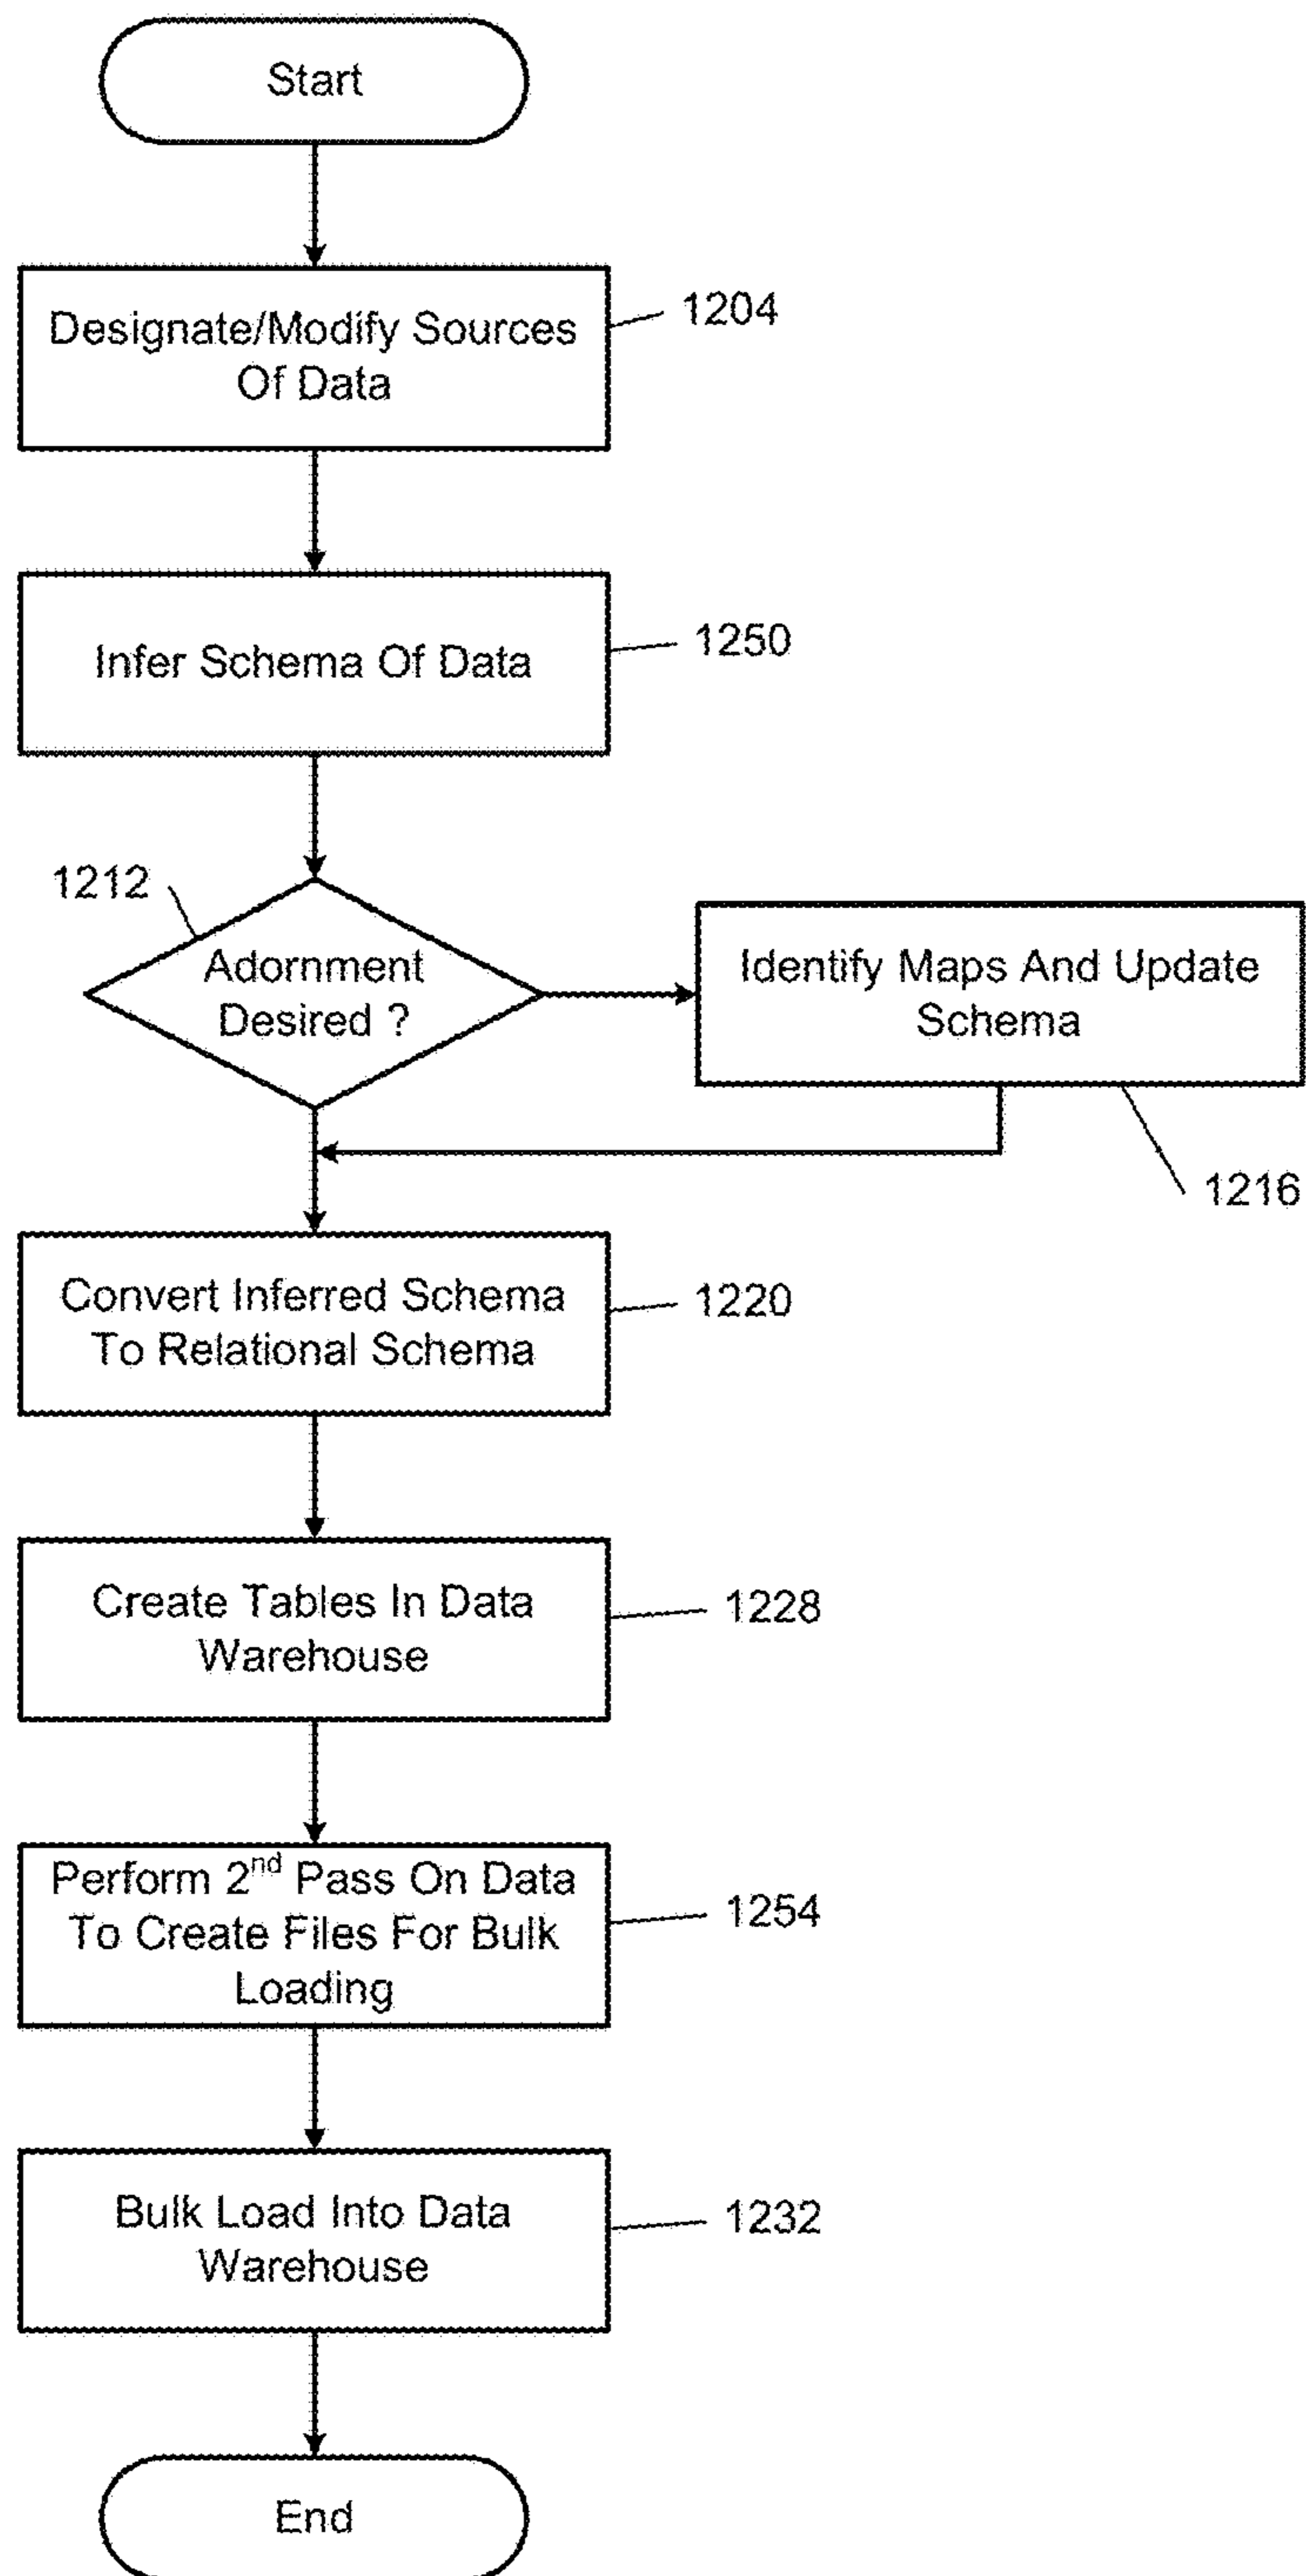 Start
Designate/Modify Sources
Of Data
1204
Infer Schema Of Data
1250
1212
Adornment
Desired ?
Identify Maps And Update
Schema
1216
Convert Inferred Schema
To Relational Schema
1220
Create Tables In Data
Warehouse
1228
Perform 2nd Pass On Data
To Create Files For Bulk
Loading
1254
Bulk Load Into Data
Warehouse
1232
End